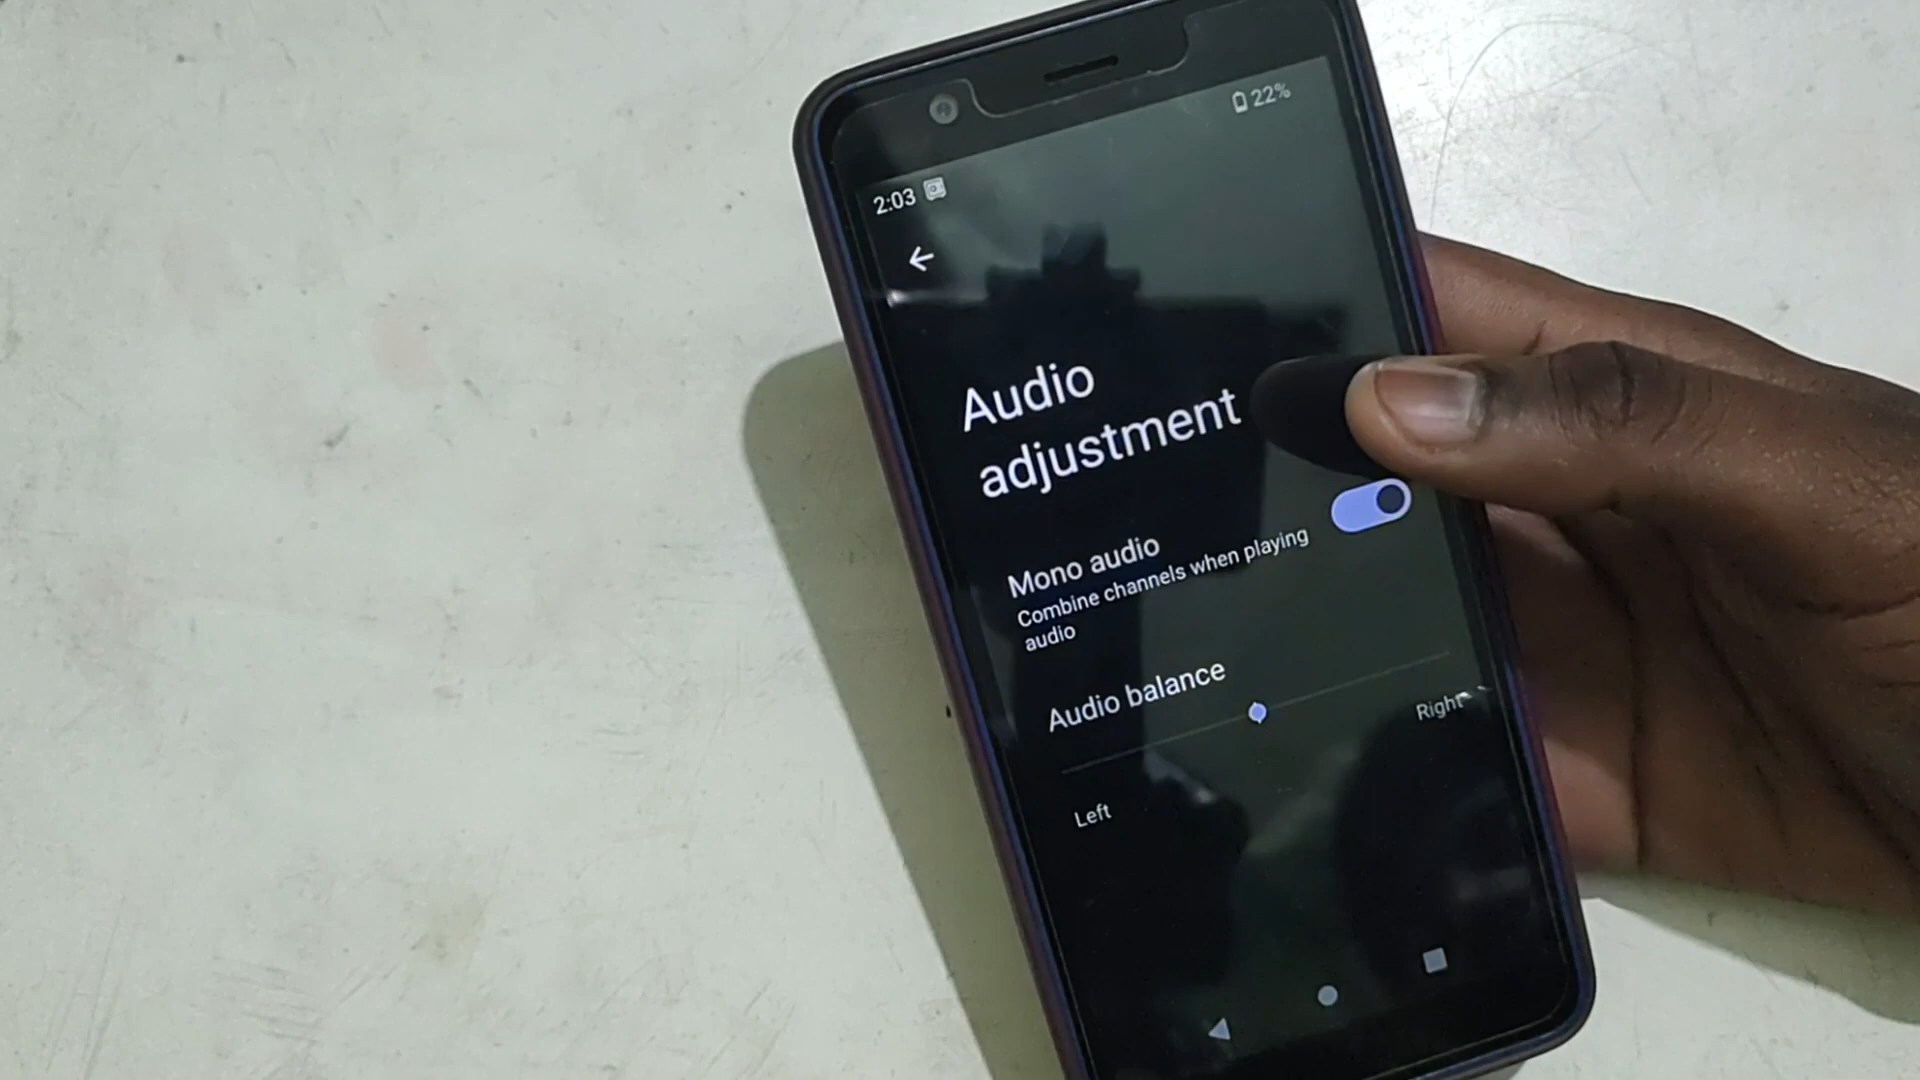 22%
2:03
Audio
adjustment
Mono audio
Combine channels when playing
audio
Audio balance
Right
Left